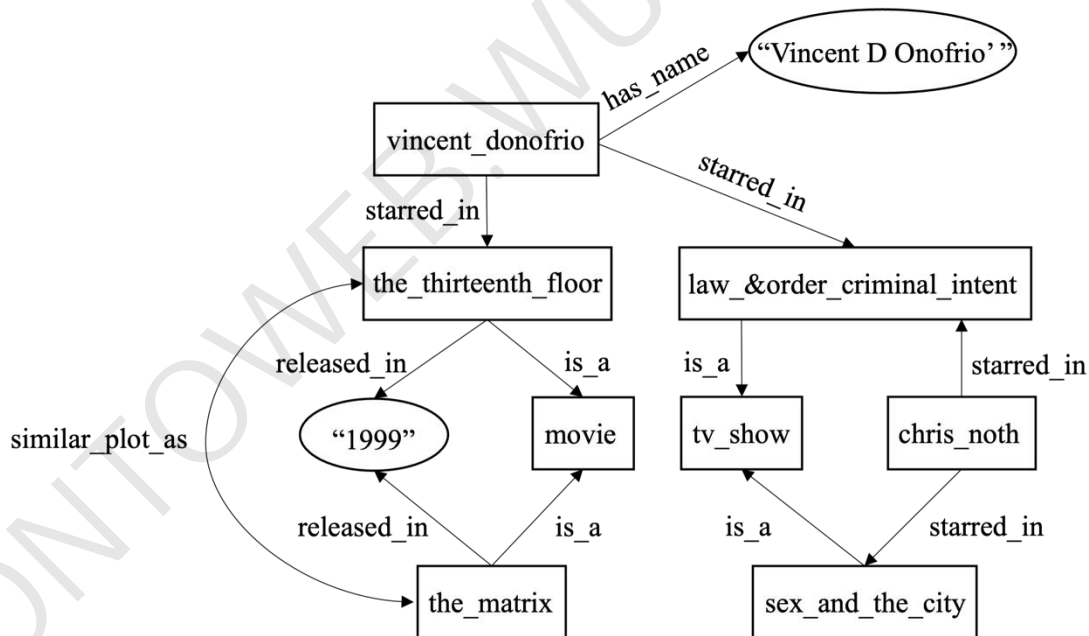 “Vincent D Onofrio’ ”
has_name
vincent_donofrio
starred_in
starred_in
the_thirteenth_floor
law_&order_criminal_intent
released_in
is_a
is_a
starred_in
similar_plot_as
“1999”
movie
tv_show
chris_noth
released_in
is_a
is_a
starred_in
the_matrix
sex_and_the_city